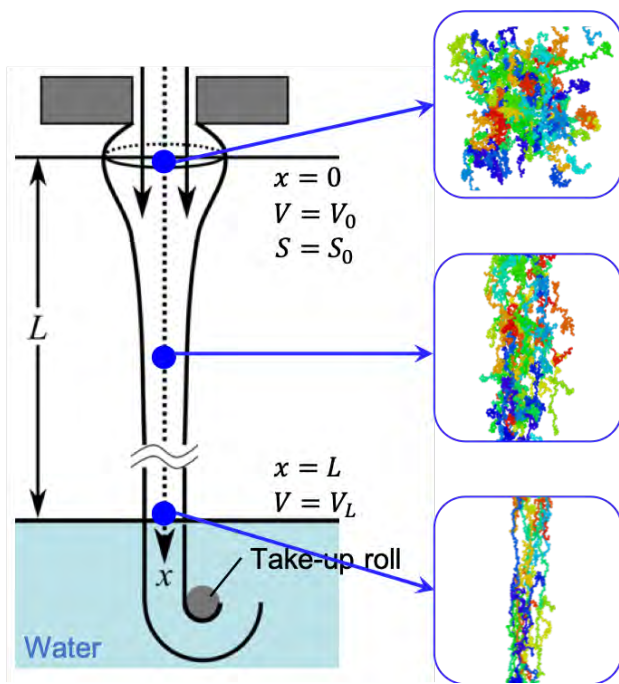 x = 0
V = V₀
S = S₀
L
x = L
V = V_L
x
Take-up roll
Water